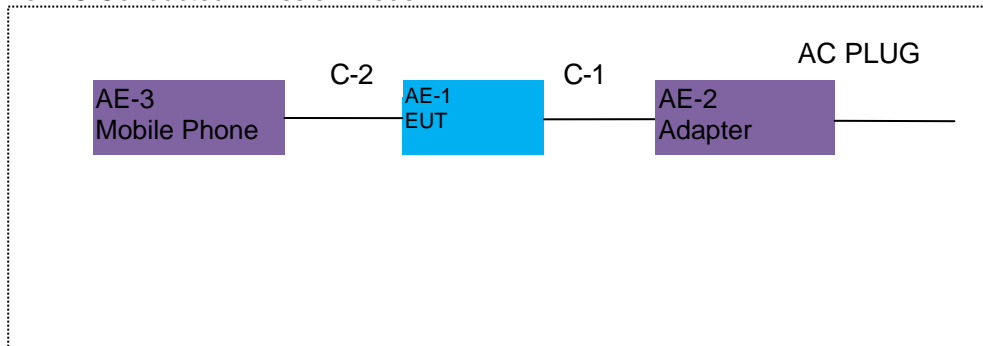 AC PLUG
C-2
C-1
AE-3
Mobile Phone
AE-1
EUT
AE-2
Adapter